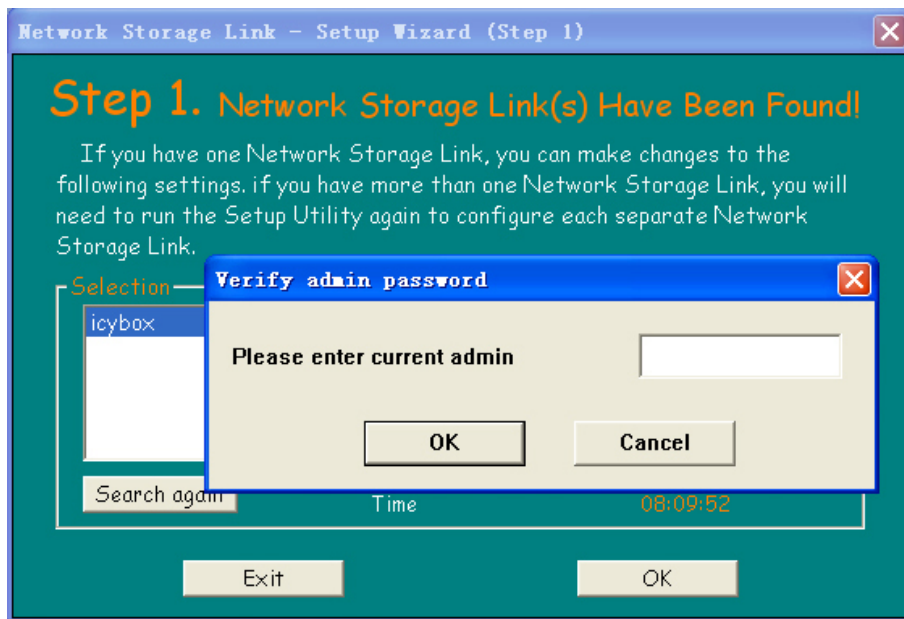 Network Storage Link - Setup Wizard (Step 1)
Step 1. Network Storage Link(s) Have Been Found!
If you have one Network Storage Link, you can make changes to the
following settings. if you have more than one Network Storage Link, you will
need to run the Setup Utility again to configure each separate Network
Storage Link.
Selection
icybox
Verify admin password
Please enter current admin
OK
Cancel
Search again
Time
08:09:52
Exit
OK